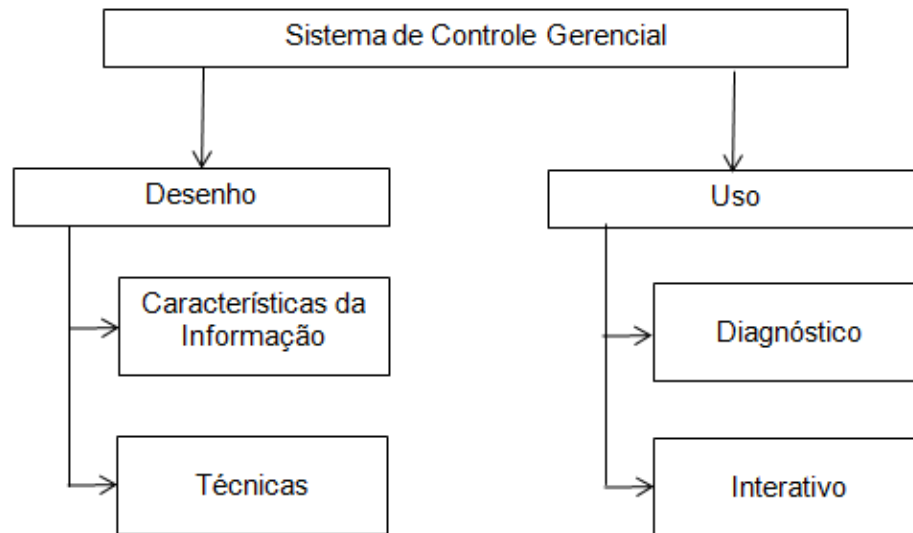 Sistema de Controle Gerencial
Desenho
Uso
Características da
Informação
Diagnóstico
Técnicas
Interativo